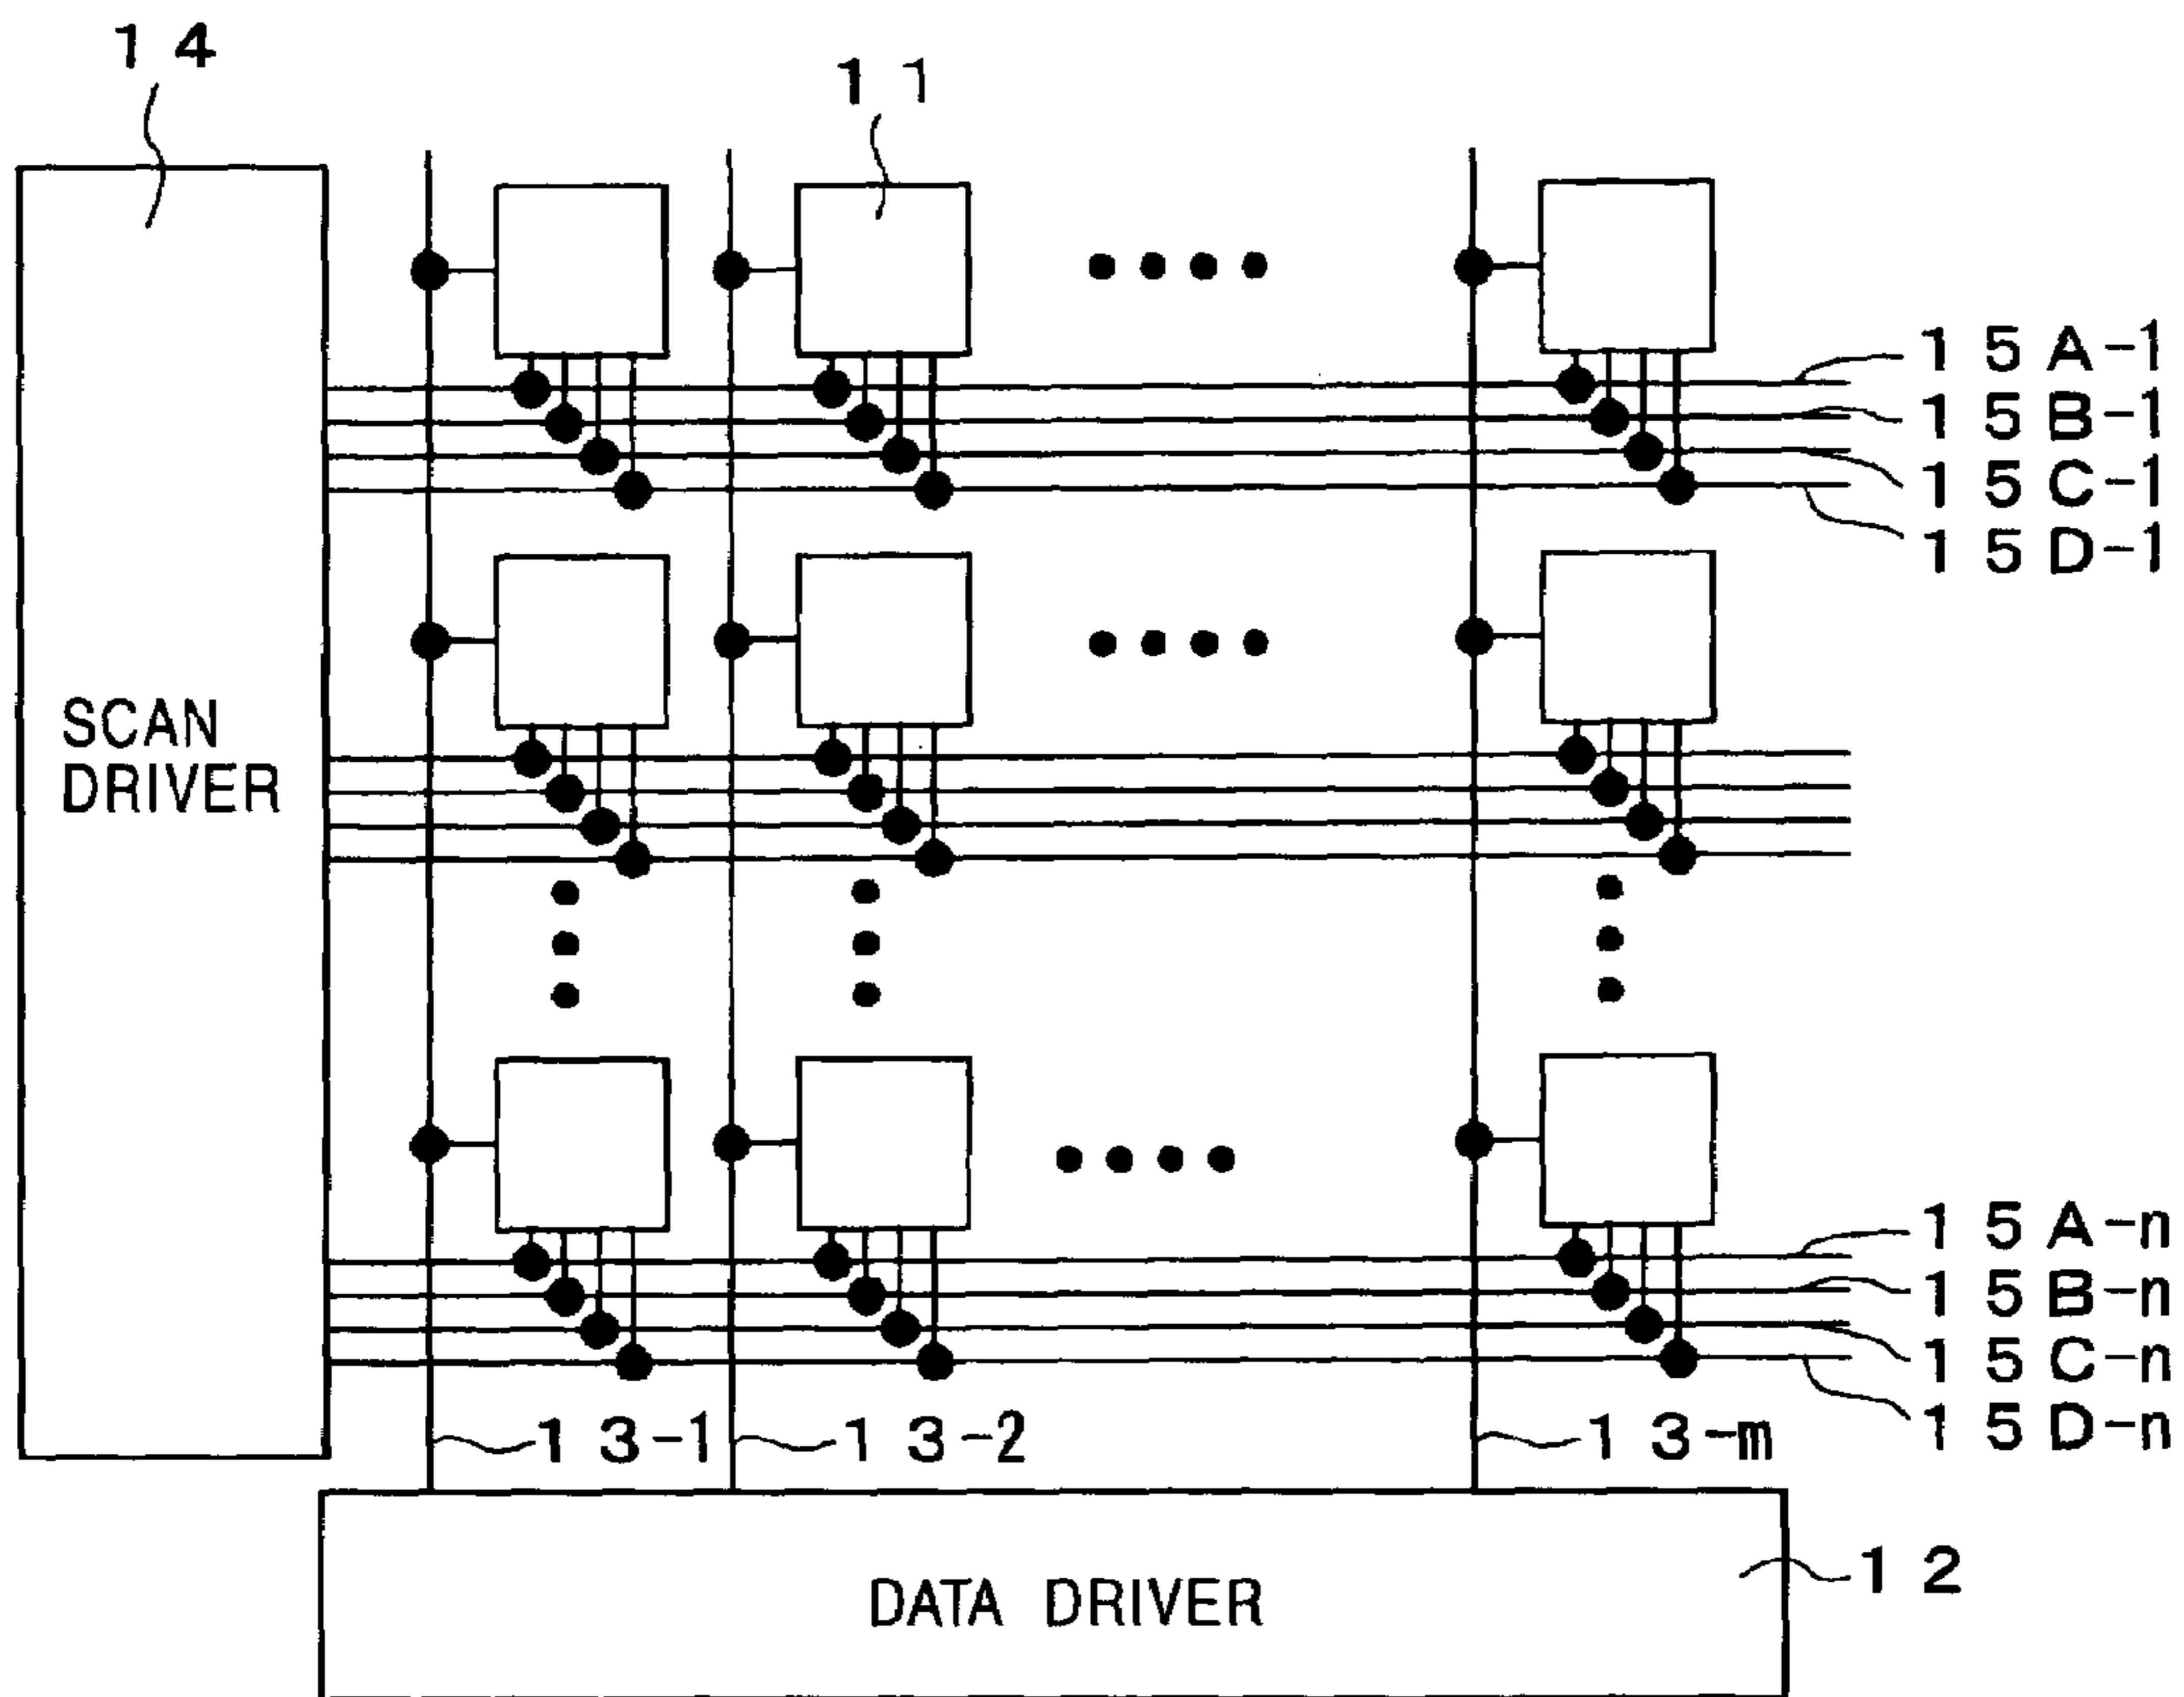 14
11
15A-1
15B-1
15C-1
15D-1
SCAN
DRIVER
15A-n
15B-n
15C-n
15D-n
13-1
13-2
13-m
12
DATA DRIVER